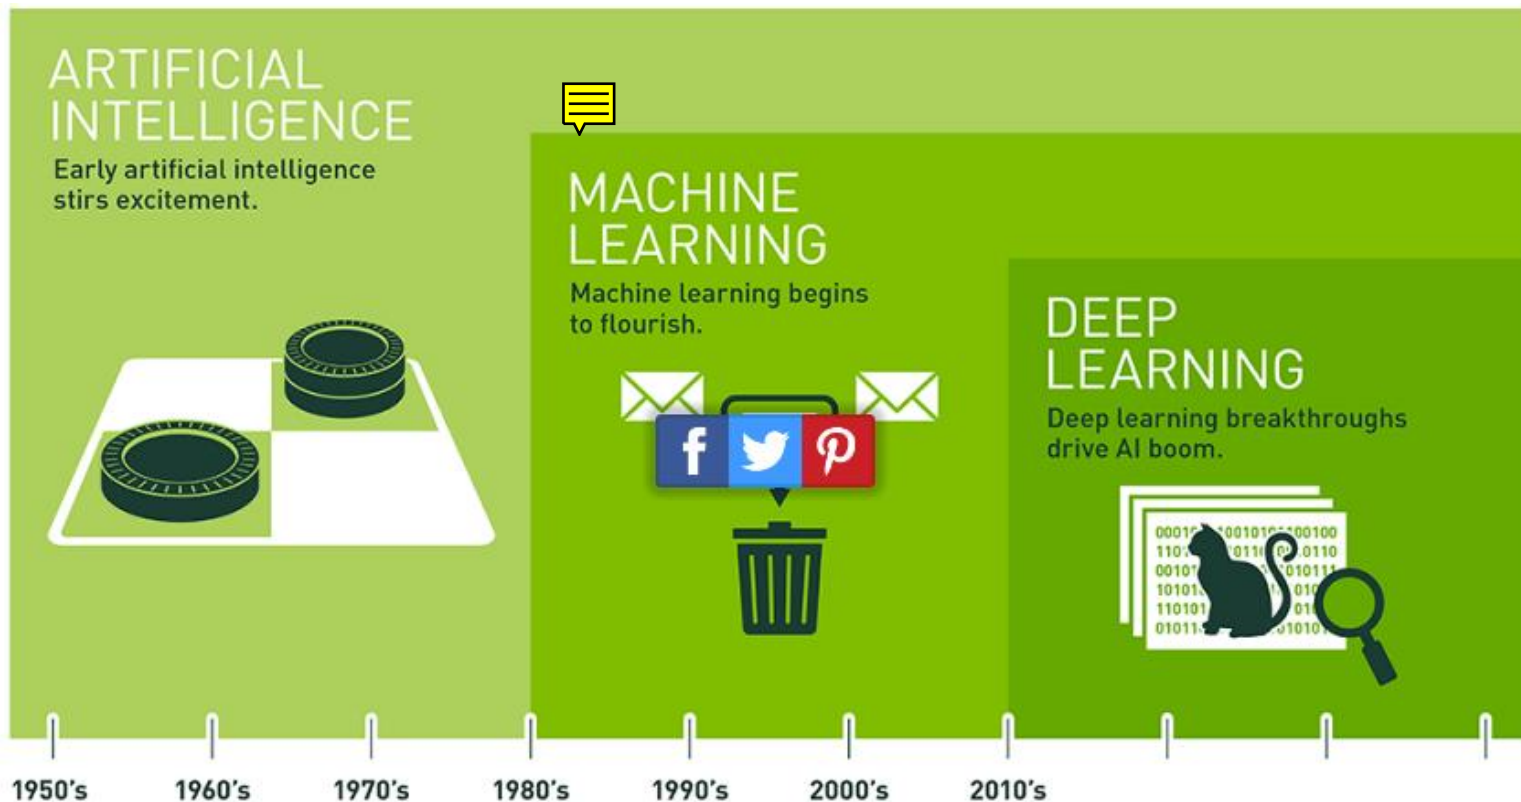 ARTIFICIAL
INTELLIGENCE
Early artificial intelligence
stirs excitement.
MACHINE
LEARNING
Machine learning begins
to flourish.
DEEP
LEARNING
Deep learning breakthroughs
drive AI boom.
1950's 1960's 1970's 1980's 1990's 2000's 2010's